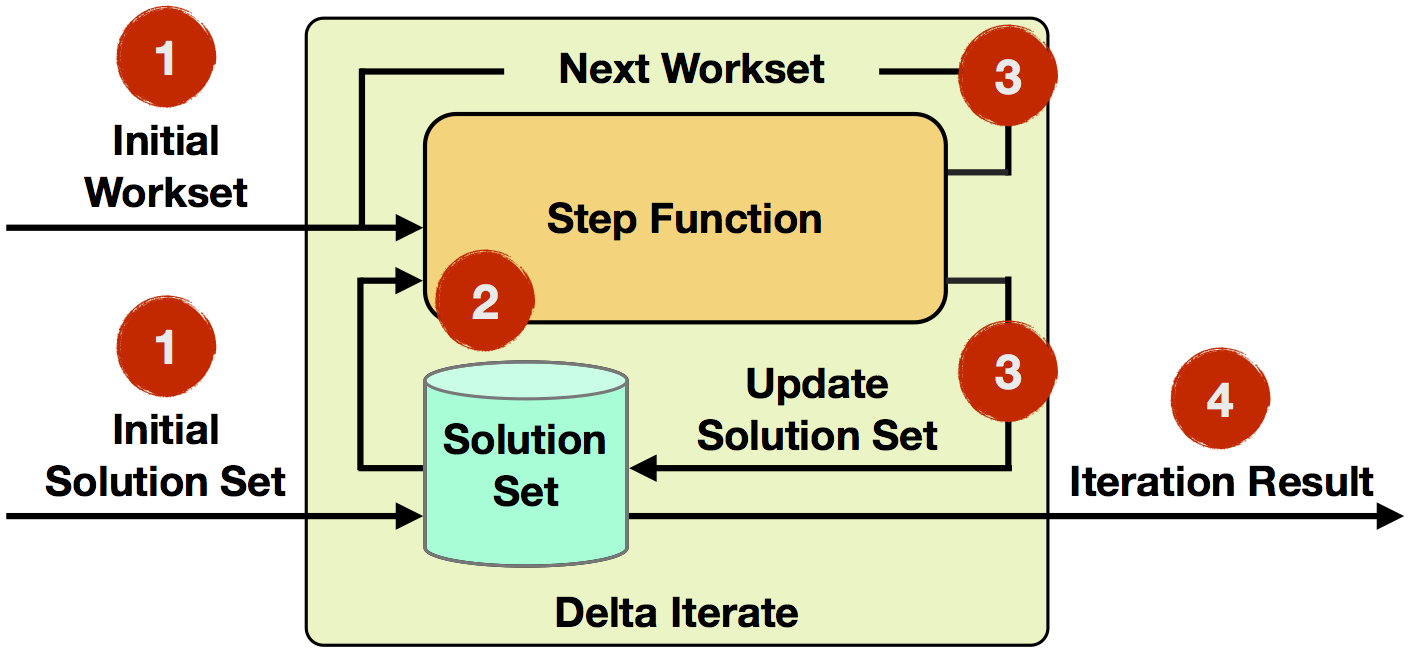 1
Initial
Workset
Next Workset
3
Step Function
2
1
Initial
Solution Set
Solution
Set
Update
Solution Set
3
4
Iteration Result
Delta Iterate